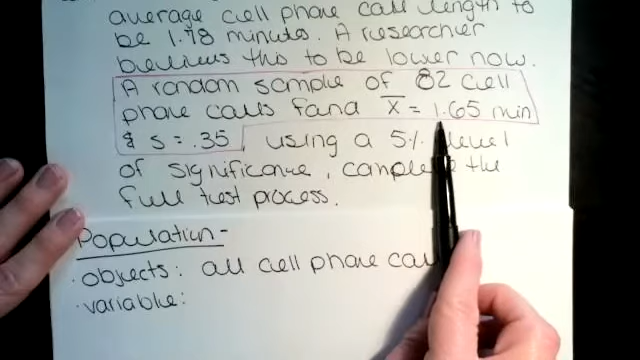 average cell phone call length to
be 1.78 minutes. A researcher
believes this to be lower now.
A random sample of 82 cell
phone calls fand x̄ = 1.65 min
& s = .35, using a 5% level
of significance, complete the
full test process.
Population-
· objects: all cell phone cal
· variable: